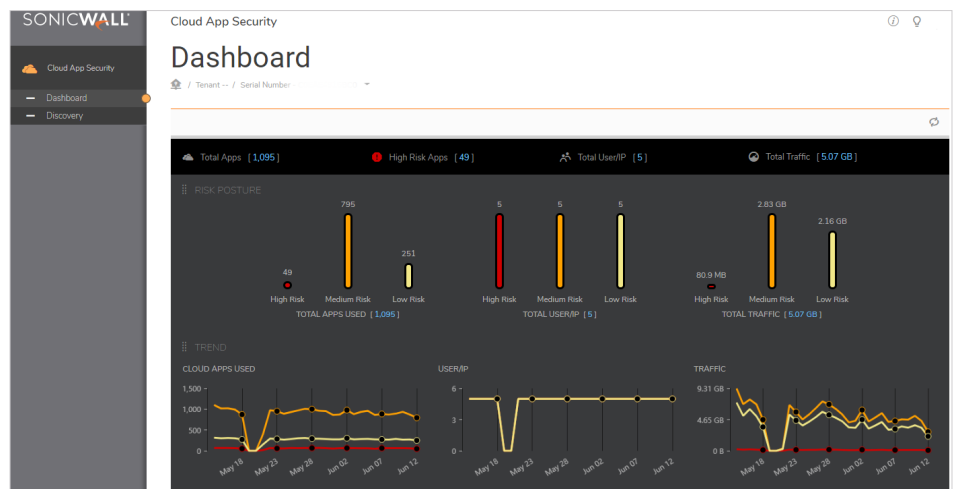 SONICWALL
Cloud App Security
Dashboard
/ Tenant -- / Serial Number -
Cloud App Security
Dashboard
Discovery
Total Apps [ 1,095 ]
High Risk Apps [ 49 ]
Total User/IP [ 5 ]
Total Traffic [ 5.07 GB ]
RISK POSTURE
49
795
251
High Risk
Medium Risk
Low Risk
TOTAL APPS USED [ 1,095 ]
5
5
5
High Risk
Medium Risk
Low Risk
TOTAL USER/IP [ 5 ]
80.9 MB
2.83 GB
2.16 GB
High Risk
Medium Risk
Low Risk
TOTAL TRAFFIC [ 5.07 GB ]
TREND
CLOUD APPS USED
1,500
1,000
500
0
May 18
May 23
May 28
Jun 02
Jun 07
Jun 12
USER/IP
6
3
0
May 18
May 23
May 28
Jun 02
Jun 07
Jun 12
TRAFFIC
9.31 GB
4.65 GB
0 B
May 18
May 23
May 28
Jun 02
Jun 07
Jun 12